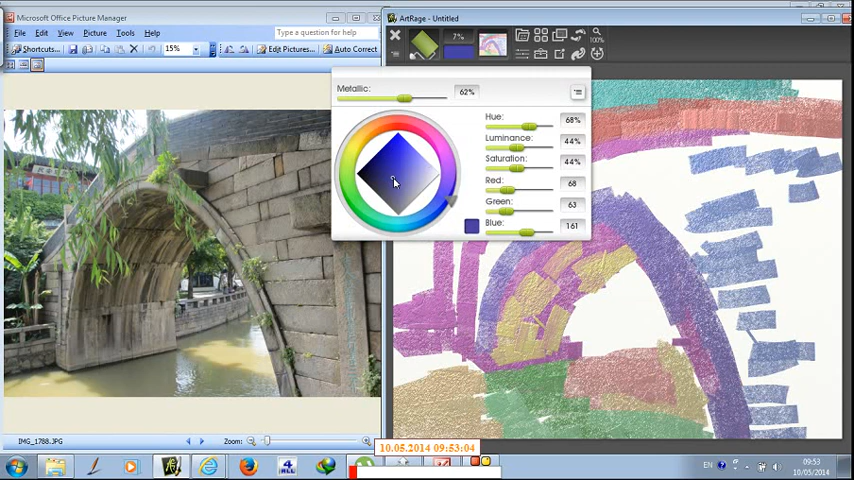 Microsoft Office Picture Manager
File Edit View Picture Tools Help
Type a question for help
Shortcuts...
15%
Edit Pictures...
Auto Correct
IMG_1788.JPG
Zoom:
ArtRage - Untitled
7%
100%
Metallic:
62%
Hue:
68%
Luminance:
44%
Saturation:
44%
Red:
68
Green:
63
Blue:
161
10.05.2014 09:53:04
4
ALL
EN
09:53
10/05/2014